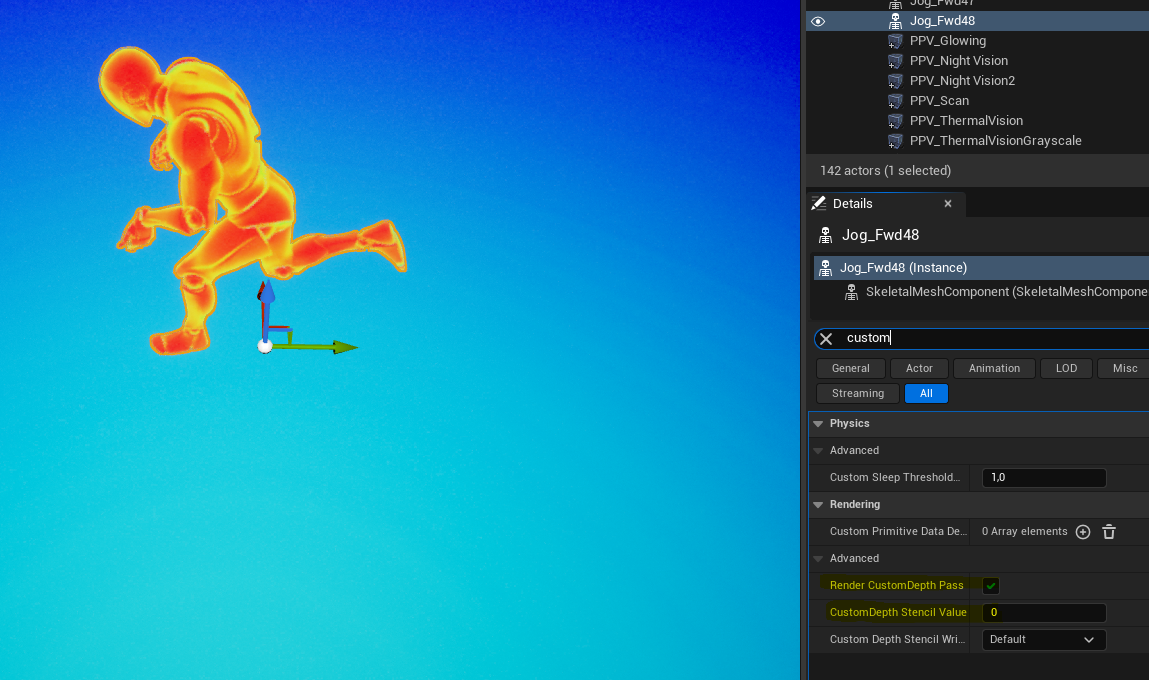 Jog_Fwd47
Jog_Fwd48
PPV_Glowing
PPV_Night Vision
PPV_Night Vision2
PPV_Scan
PPV_ThermalVision
PPV_ThermalVisionGrayscale
142 actors (1 selected)
Details
Jog_Fwd48
Jog_Fwd48 (Instance)
SkeletalMeshComponent (SkeletalMeshCompone
custom
General Actor Animation LOD Misc
Streaming All
Physics
Advanced
Custom Sleep Threshold... 1,0
Rendering
Custom Primitive Data De... 0 Array elements
Advanced
Render CustomDepth Pass
CustomDepth Stencil Value 0
Custom Depth Stencil Wri... Default